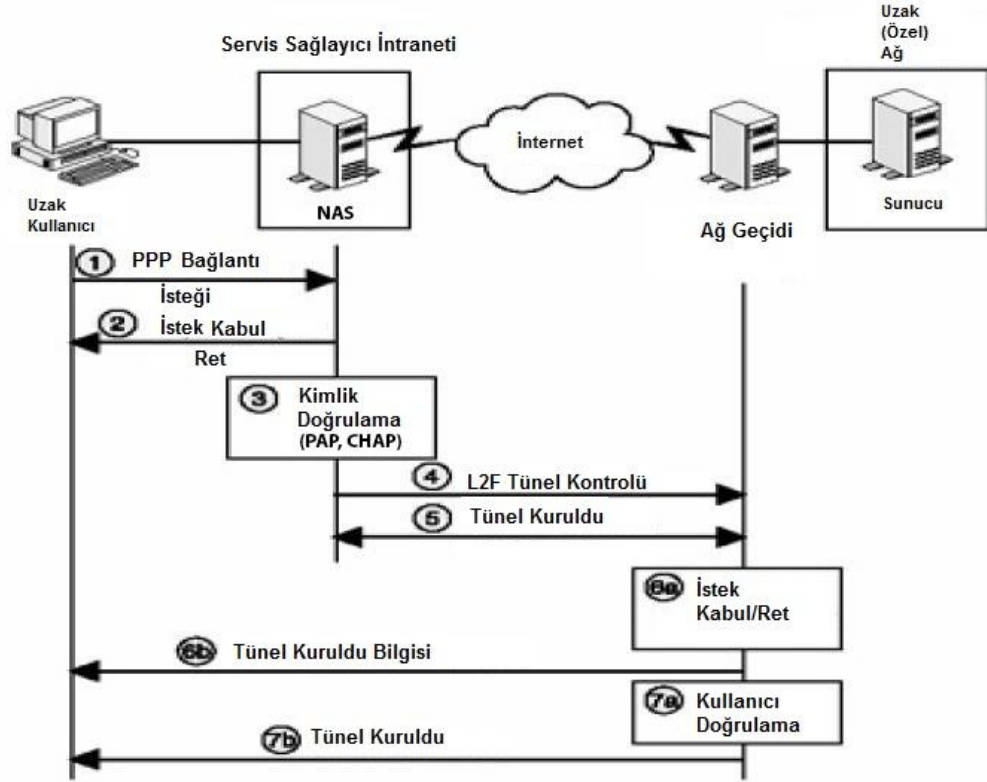 Uzak
(Özel)
Ağ
Servis Sağlayıcı İntraneti
İnternet
Uzak
Kullanıcı
NAS
Ağ Geçidi
Sunucu
1 PPP Bağlantı
İsteği
2 İstek Kabul
Ret
3 Kimlik
Doğrulama
(PAP, CHAP)
4 L2F Tünel Kontrolü
5 Tünel Kuruldu
6a İstek
Kabul/Ret
6b Tünel Kuruldu Bilgisi
7a Kullanıcı
Doğrulama
7b Tünel Kuruldu